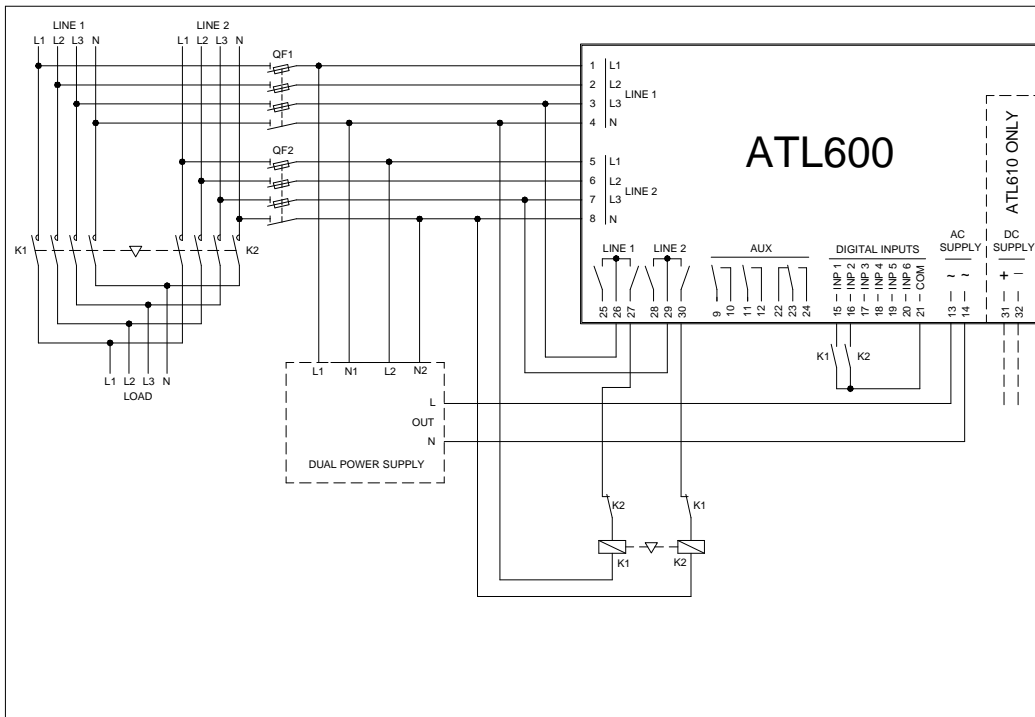 LINE 1
L1 L2 L3 N
LINE 2
L1 L2 L3 N
QF1
QF2
K1
K2
L1 L2 L3 N
LOAD
1 L1
2 L2
3 L3
4 N
LINE 1
5 L1
6 L2
7 L3
8 N
LINE 2
ATL600
ATL610 ONLY
LINE 1
LINE 2
AUX
DIGITAL INPUTS
AC
SUPPLY
DC
SUPPLY
~ ~
+ −
25 26 27
28 29 30
9 10 11 12 22 23 24
15 INP 1
16 INP 2
17 INP 3
18 INP 4
19 INP 5
20 INP 6
21 COM
13 14
31 32
K1 K2
L1 N1 L2 N2
L
OUT
N
DUAL POWER SUPPLY
K2
K1
K1
K2